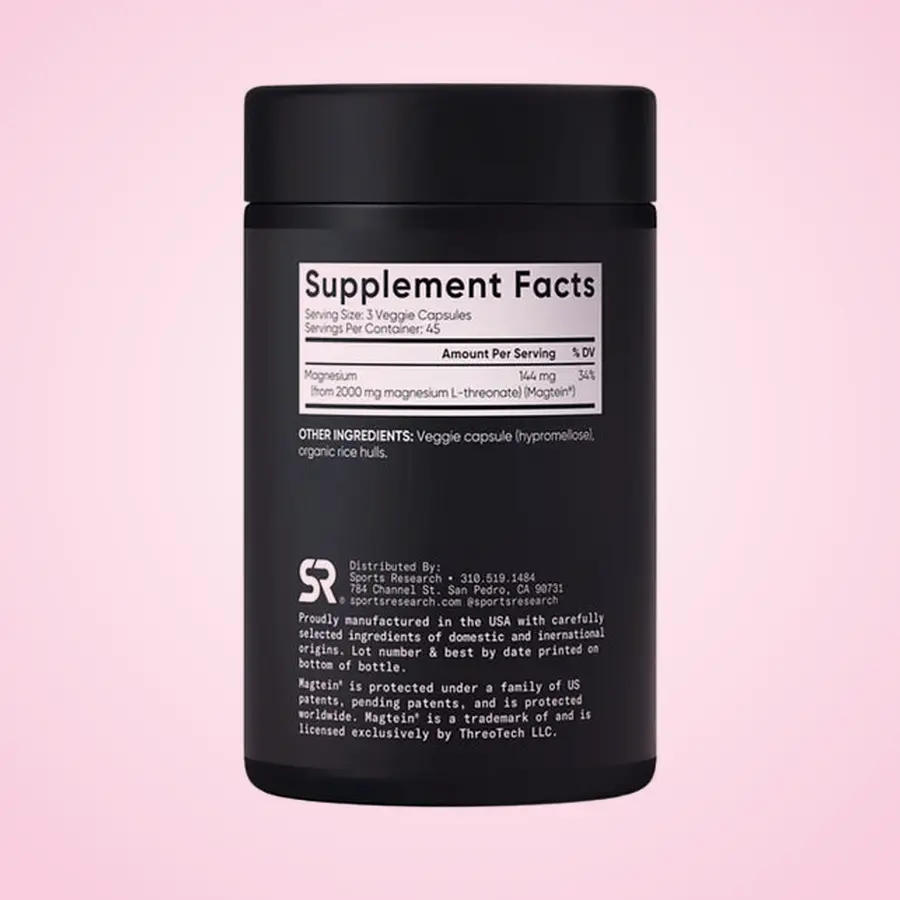 Supplement Facts
Serving Size: 3 Veggie Capsules
Servings Per Container: 45
Amount Per Serving % DV
Magnesium 144 mg 34%
(from 2000 mg magnesium L-threonate) (Magtein®)
OTHER INGREDIENTS: Veggie capsule (hypromellose),
organic rice hulls.
SR®
Distributed By:
Sports Research • 310.519.1484
784 Channel St. San Pedro, CA 90731
sportsresearch.com @sportsresearch
Proudly manufactured in the USA with carefully
selected ingredients of domestic and inernational
origins. Lot number & best by date printed on
bottom of bottle.
Magtein® is protected under a family of US
patents, pending patents, and is protected
worldwide. Magtein® is a trademark of and is
licensed exclusively by ThreoTech LLC.